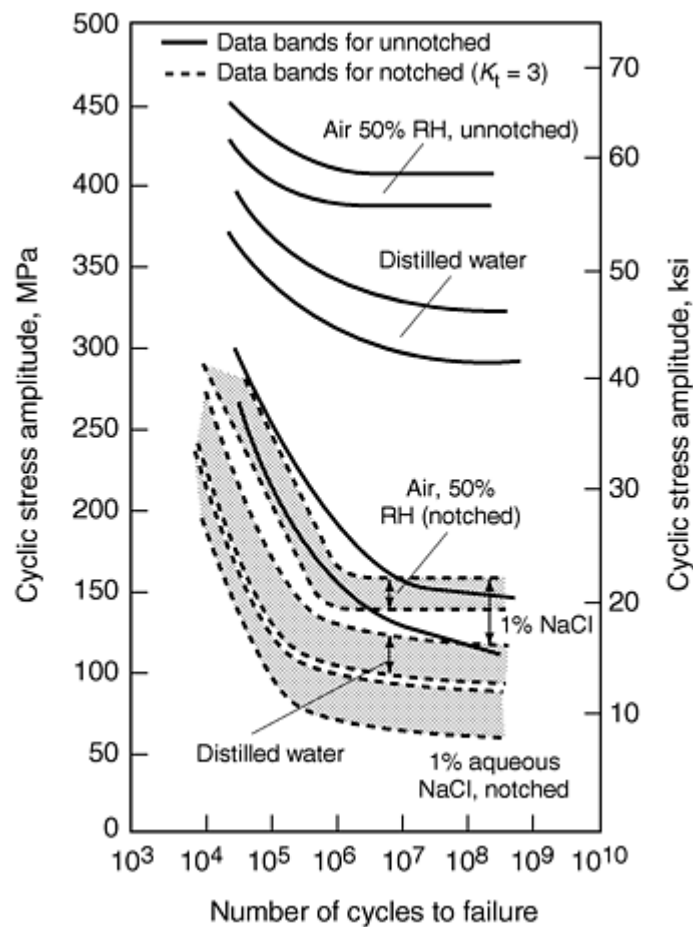 500
Data bands for unnotched
Data bands for notched (Kt = 3)
70
450
Air 50% RH, unnotched)
60
400
350
Distilled water
50
300
40
250
Air, 50%
RH (notched)
30
200
150
20
1% NaCl
100
10
50
Distilled water
1% aqueous
NaCl, notched
0
10³ 10⁴ 10⁵ 10⁶ 10⁷ 10⁸ 10⁹ 10¹⁰
Number of cycles to failure
Cyclic stress amplitude, MPa
Cyclic stress amplitude, ksi